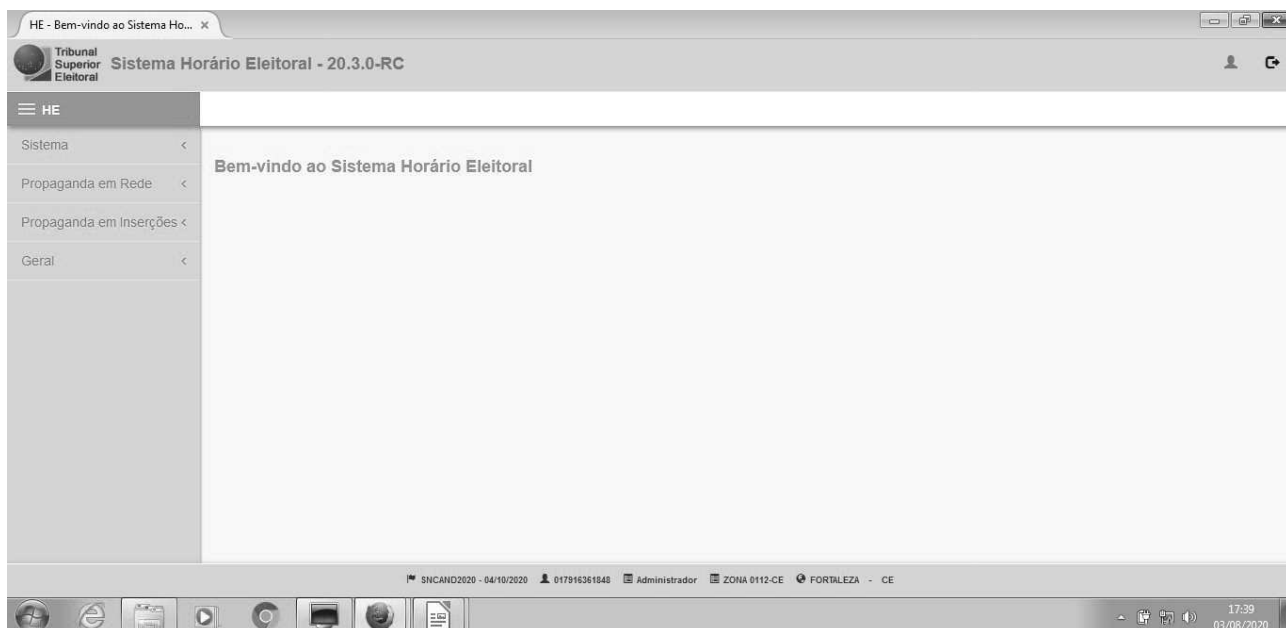 HE - Bem-vindo ao Sistema Ho...
Tribunal
Superior
Eleitoral
Sistema Horário Eleitoral - 20.3.0-RC
HE
Sistema
Propaganda em Rede
Propaganda em Inserções
Geral
Bem-vindo ao Sistema Horário Eleitoral
SNCAND2020 - 04/10/2020 017916361848 Administrador ZONA 0112-CE FORTALEZA - CE
17:39
03/08/2020